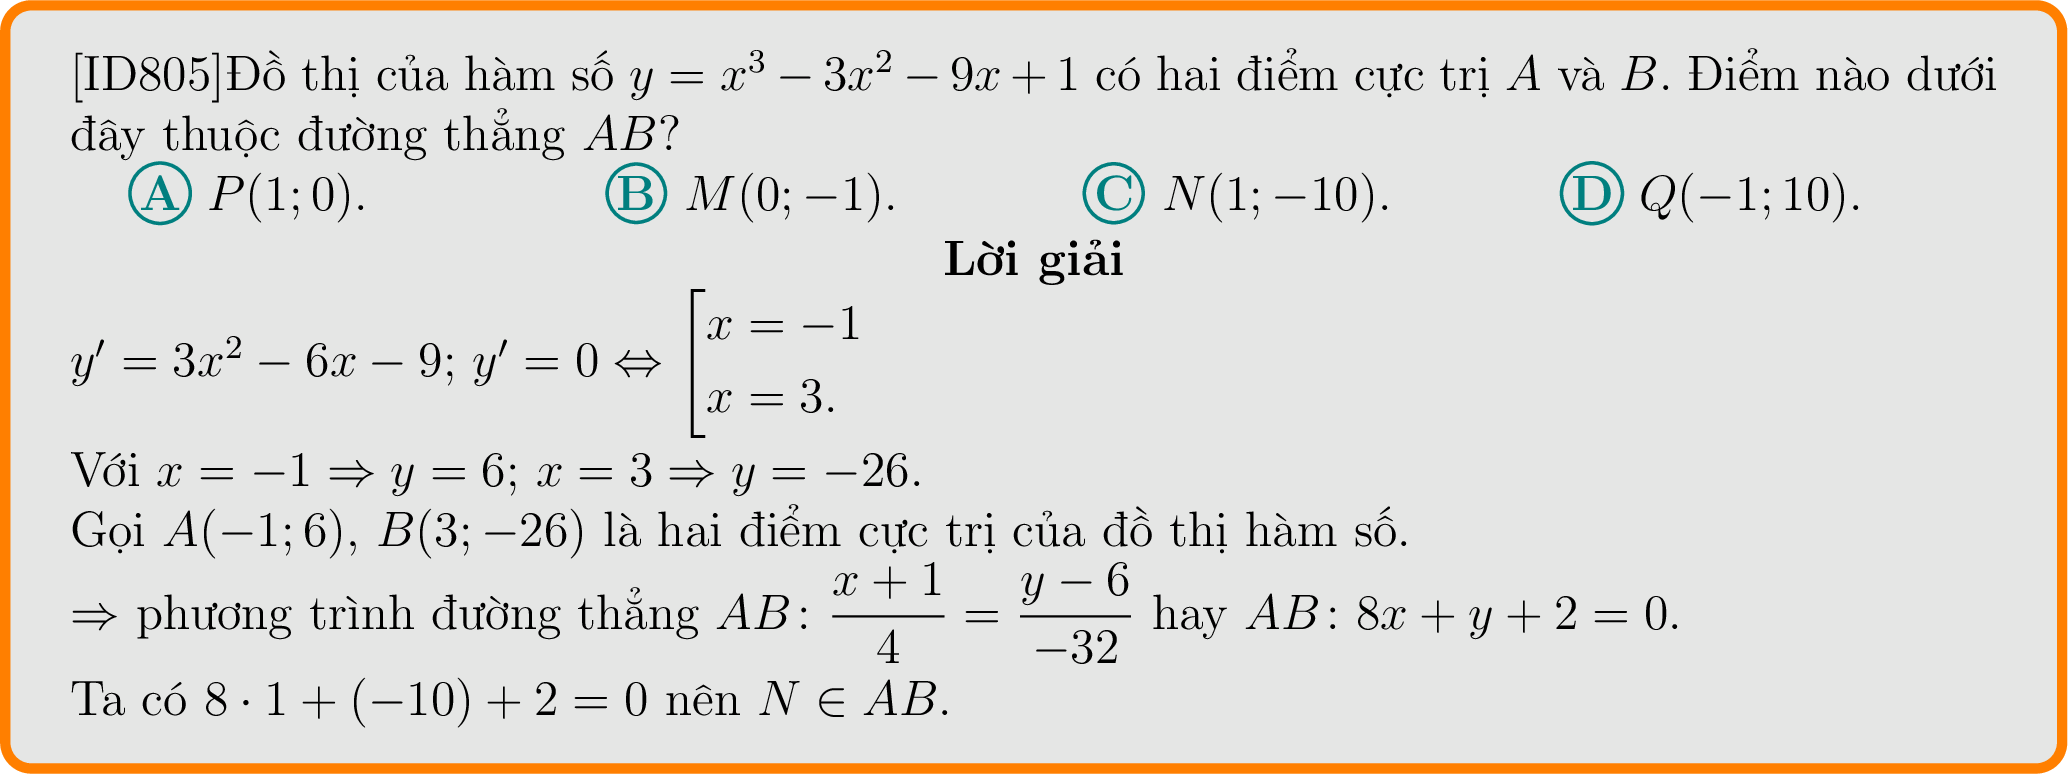 [ID805]Đồ thị của hàm số $y = x^3 - 3x^2 - 9x + 1$ có hai điểm cực trị $A$ và $B$. Điểm nào dưới
đây thuộc đường thẳng $AB$?
Ⓐ $P(1; 0)$. Ⓑ $M(0; -1)$. Ⓒ $N(1; -10)$. Ⓓ $Q(-1; 10)$.
Lời giải
$y' = 3x^2 - 6x - 9$; $y' = 0 \Leftrightarrow \left[\begin{array}{l} x = -1 \\ x = 3. \end{array}\right.$
Với $x = -1 \Rightarrow y = 6$; $x = 3 \Rightarrow y = -26$.
Gọi $A(-1; 6)$, $B(3; -26)$ là hai điểm cực trị của đồ thị hàm số.
$\Rightarrow$ phương trình đường thẳng $AB: \dfrac{x + 1}{4} = \dfrac{y - 6}{-32}$ hay $AB: 8x + y + 2 = 0$.
Ta có $8 \cdot 1 + (-10) + 2 = 0$ nên $N \in AB$.